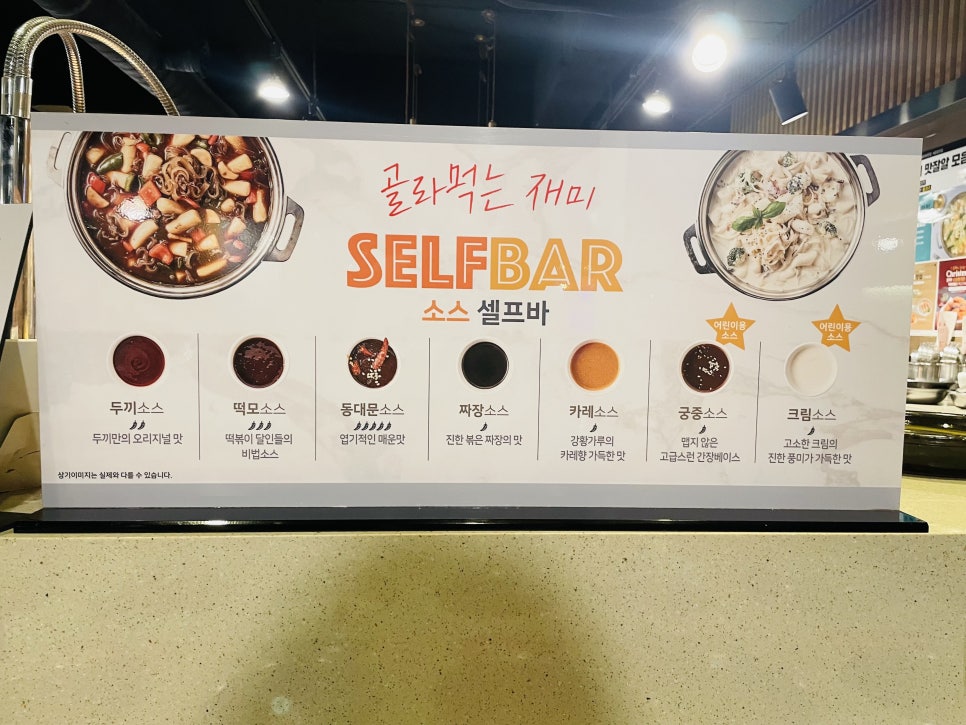 골라먹는 재미
SELFBAR
소스 셀프바
어린이용
소스
어린이용
소스
두끼소스
두끼만의 오리지널 맛
떡모소스
떡볶이 달인들의
비법소스
동대문소스
엽기적인 매운맛
짜장소스
진한 볶은 짜장의 맛
카레소스
강황가루의
카레향 가득한 맛
궁중소스
맵지 않은
고급스런 간장베이스
크림소스
고소한 크림의
진한 풍미가 가득한 맛
상기이미지는 실제와 다를 수 있습니다.
맛잘알 모음